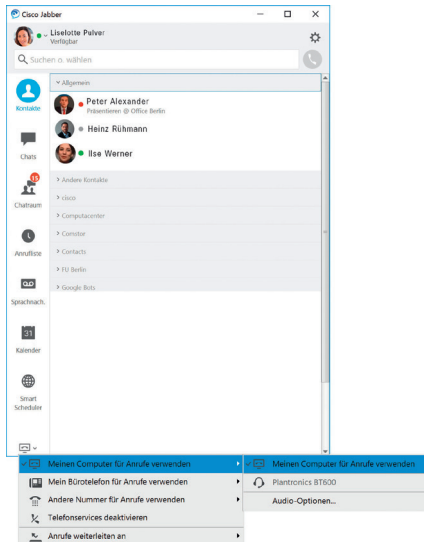 Cisco Jabber
Liselotte Pulver
Verfügbar
Suchen o. wählen
Kontakte
Chats
15
Chatraum
Anrufliste
Sprachnach.
31
Kalender
Smart
Scheduler
Allgemein
Peter Alexander
Präsentieren @ Office Berlin
Heinz Rühmann
Ilse Werner
Andere Kontakte
cisco
Computacenter
Comstor
Contacts
FU Berlin
Google Bots
Meinen Computer für Anrufe verwenden
Mein Bürotelefon für Anrufe verwenden
Andere Nummer für Anrufe verwenden
Telefonservices deaktivieren
Anrufe weiterleiten an
Meinen Computer für Anrufe verwenden
Plantronics BT600
Audio-Optionen...